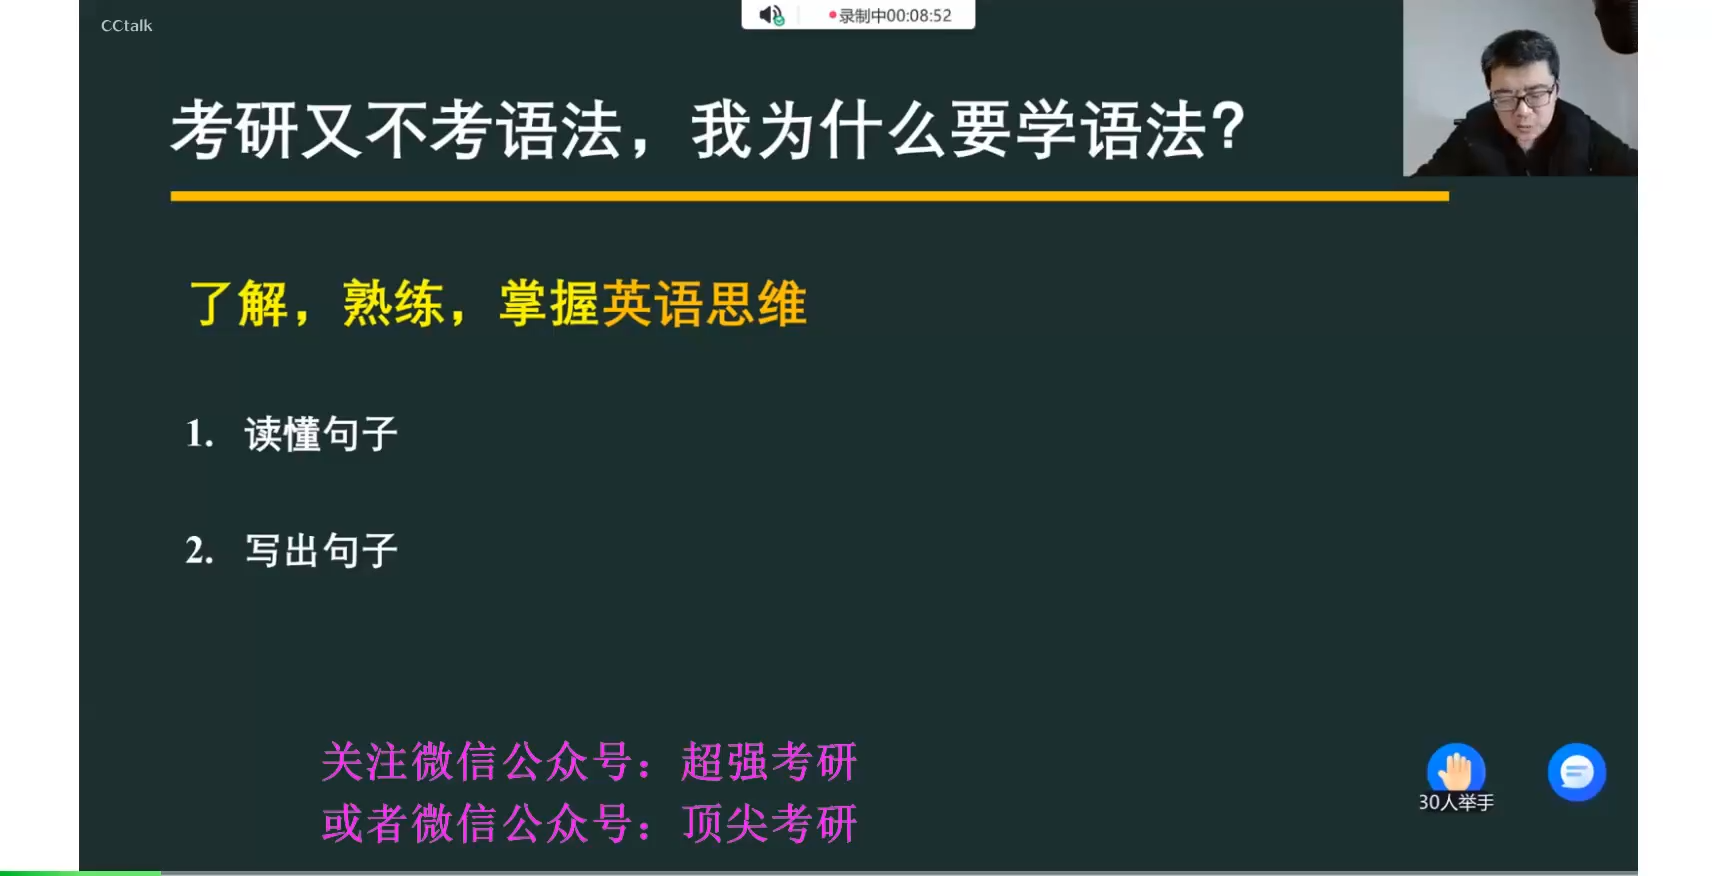 CCtalk
录制中00:08:52
考研又不考语法，我为什么要学语法？
了解，熟练，掌握英语思维
1. 读懂句子
2. 写出句子
关注微信公众号：超强考研
或者微信公众号：顶尖考研
30人举手